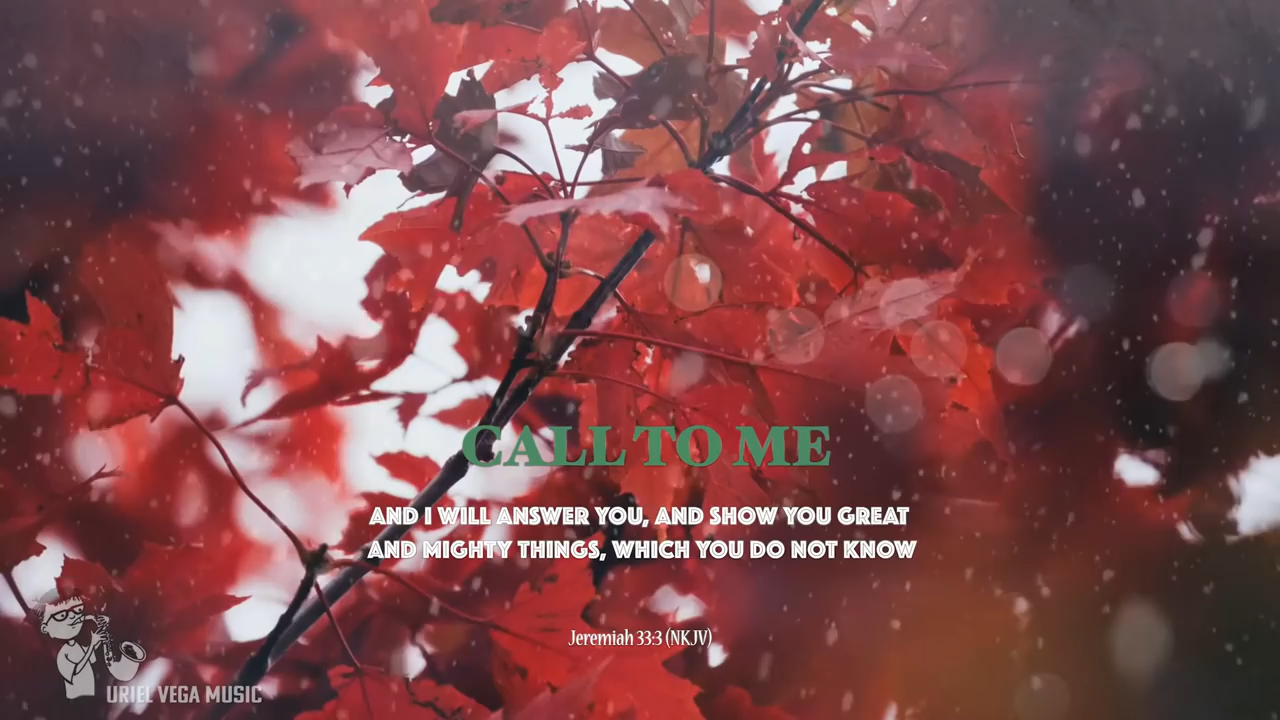 CALL TO ME
AND I WILL ANSWER YOU, AND SHOW YOU GREAT
AND MIGHTY THINGS, WHICH YOU DO NOT KNOW
Jeremiah 33:3 (NKJV)
URIEL VEGA MUSIC